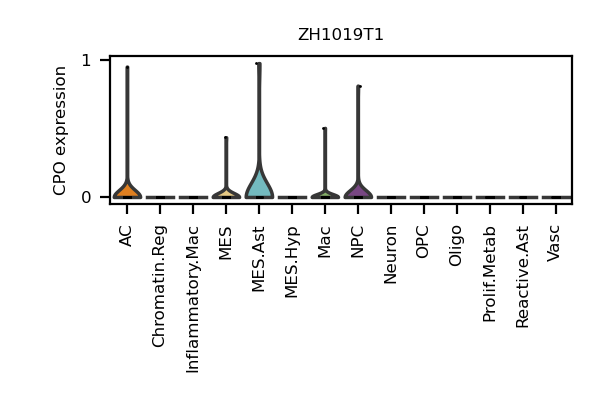 ZH1019T1
CPO expression
1
0
AC
Chromatin.Reg
Inflammatory.Mac
MES
MES.Ast
MES.Hyp
Mac
NPC
Neuron
OPC
Oligo
Prolif.Metab
Reactive.Ast
Vasc